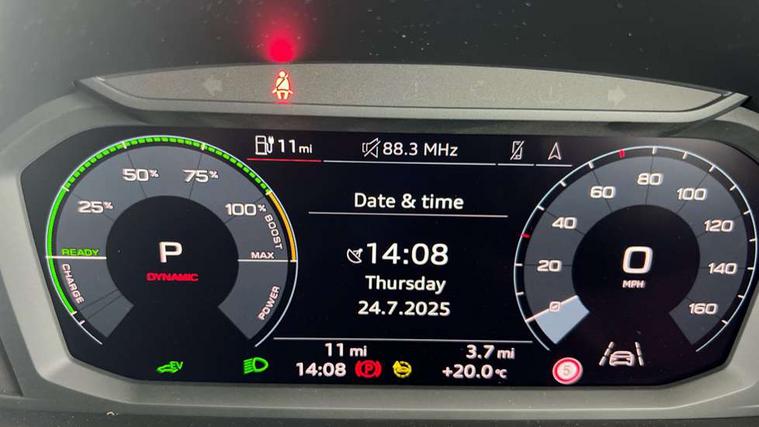 11 mi
88.3 MHz
25% 50% 75% 100%
BOOST
MAX
READY
CHARGE
POWER
P
DYNAMIC
Date & time
14:08
Thursday
24.7.2025
0 20 40 60 80 100 120 140 160
0
MPH
11 mi
3.7 mi
14:08
P
+20.0 °C
EV
5